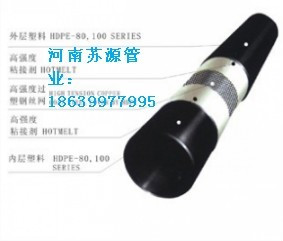 外层塑料 HDPE-80,100 SERIES
高强度
粘接剂 HOTMELT
高强度过
塑钢丝网
HIGH TENSION COPPER
高强度
粘接剂 HOTMELT
内层塑料 HDPE-80,100
SERIES
河南苏源管
业:
18639977995